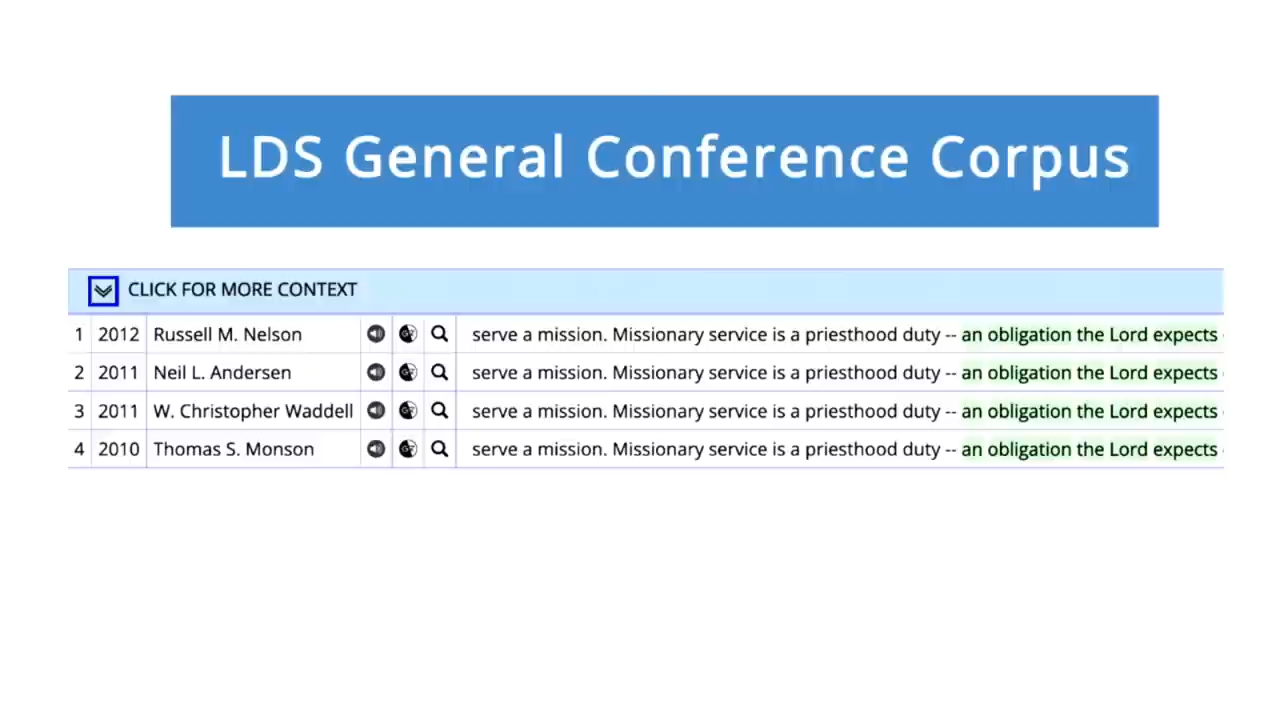 LDS General Conference Corpus
CLICK FOR MORE CONTEXT
1 2012 Russell M. Nelson serve a mission. Missionary service is a priesthood duty -- an obligation the Lord expects
2 2011 Neil L. Andersen serve a mission. Missionary service is a priesthood duty -- an obligation the Lord expects
3 2011 W. Christopher Waddell serve a mission. Missionary service is a priesthood duty -- an obligation the Lord expects
4 2010 Thomas S. Monson serve a mission. Missionary service is a priesthood duty -- an obligation the Lord expects